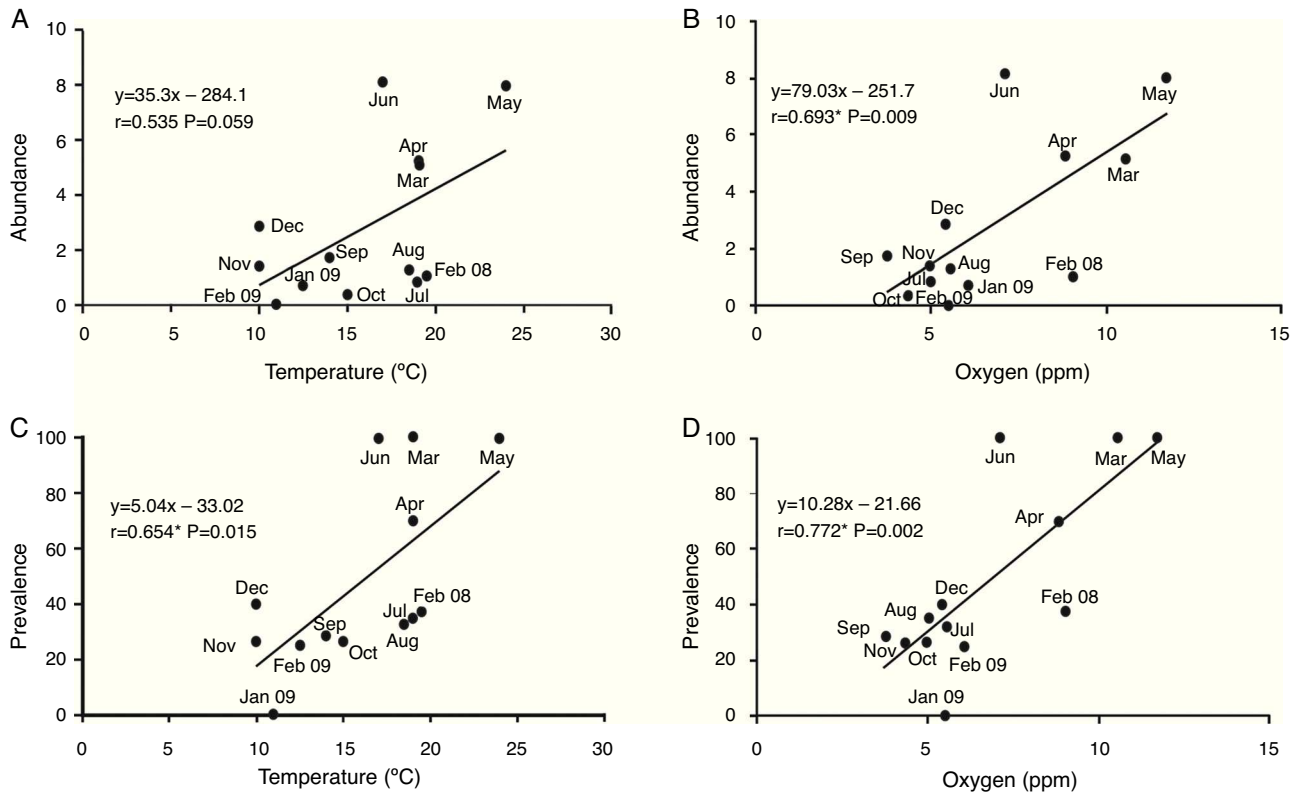 A
10
8
6
4
2
0
Abundance
y=35.3x – 284.1
r=0.535 P=0.059
Jun
May
Apr
Mar
Dec
Nov
Sep
Jan 09
Feb 09
Oct
Aug
Feb 08
Jul
0 5 10 15 20 25 30
Temperature (ºC)
B
10
8
6
4
2
0
Abundance
y=79.03x – 251.7
r=0.693* P=0.009
Jun
May
Apr
Mar
Dec
Sep
Nov
Aug
Feb 08
Jul
Jan 09
Oct
Feb 09
0 5 10 15
Oxygen (ppm)
C
100
80
60
40
20
0
Prevalence
y=5.04x – 33.02
r=0.654* P=0.015
Jun
Mar
May
Apr
Dec
Nov
Sep
Feb 09
Oct
Jul
Feb 08
Aug
Jan 09
0 5 10 15 20 25 30
Temperature (ºC)
D
100
80
60
40
20
0
Prevalence
y=10.28x – 21.66
r=0.772* P=0.002
Jun
Mar
May
Apr
Dec
Aug
Feb 08
Sep
Jul
Nov
Oct
Feb 09
Jan 09
0 5 10 15
Oxygen (ppm)